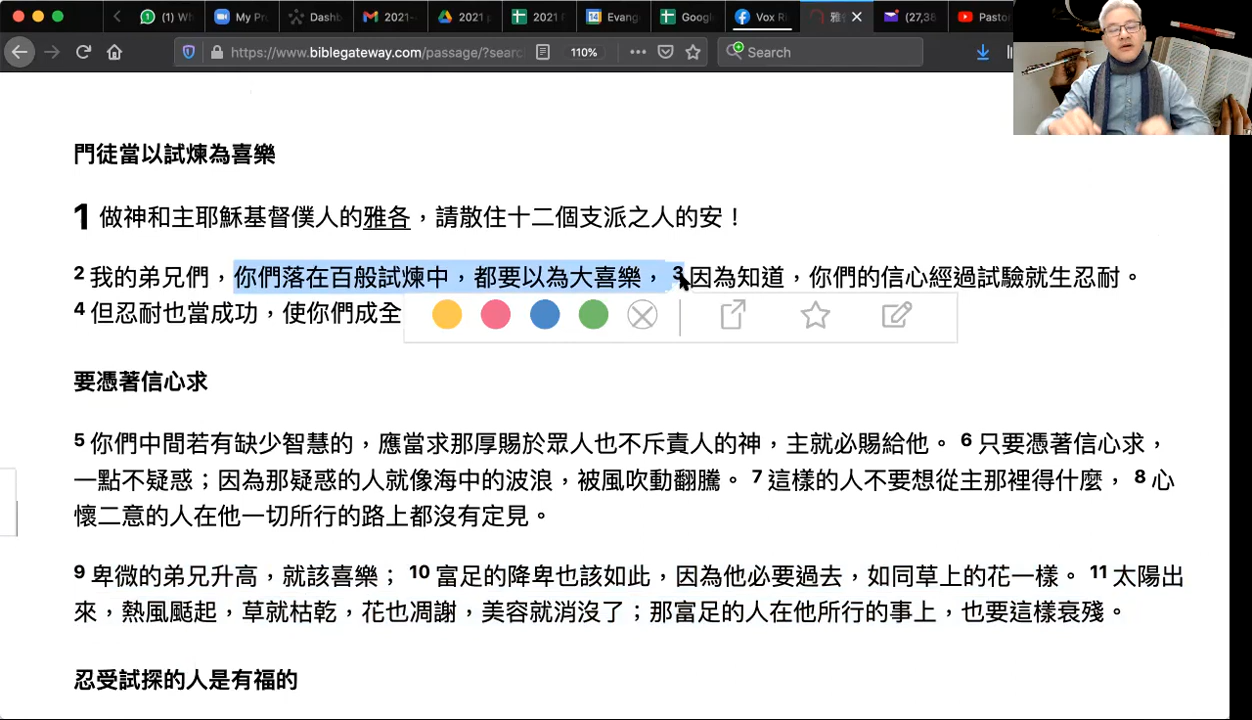 (1) Wh
My Pr
Dashb
2021-
2021 p
2021 F
Evang
Googl
Vox R
雅
(27,38
Pastor
https://www.biblegateway.com/passage/?searc
110%
Search
門徒當以試煉為喜樂
1 做神和主耶穌基督僕人的雅各，請散住十二個支派之人的安！
2 我的弟兄們，你們落在百般試煉中，都要以為大喜樂， 3 因為知道，你們的信心經過試驗就生忍耐。
4 但忍耐也當成功，使你們成全
要憑著信心求
5 你們中間若有缺少智慧的，應當求那厚賜於眾人也不斥責人的神，主就必賜給他。 6 只要憑著信心求，
一點不疑惑；因為那疑惑的人就像海中的波浪，被風吹動翻騰。 7 這樣的人不要想從主那裡得什麼， 8 心
懷二意的人在他一切所行的路上都沒有定見。
9 卑微的弟兄升高，就該喜樂； 10 富足的降卑也該如此，因為他必要過去，如同草上的花一樣。 11 太陽出
來，熱風颳起，草就枯乾，花也凋謝，美容就消沒了；那富足的人在他所行的事上，也要這樣衰殘。
忍受試探的人是有福的